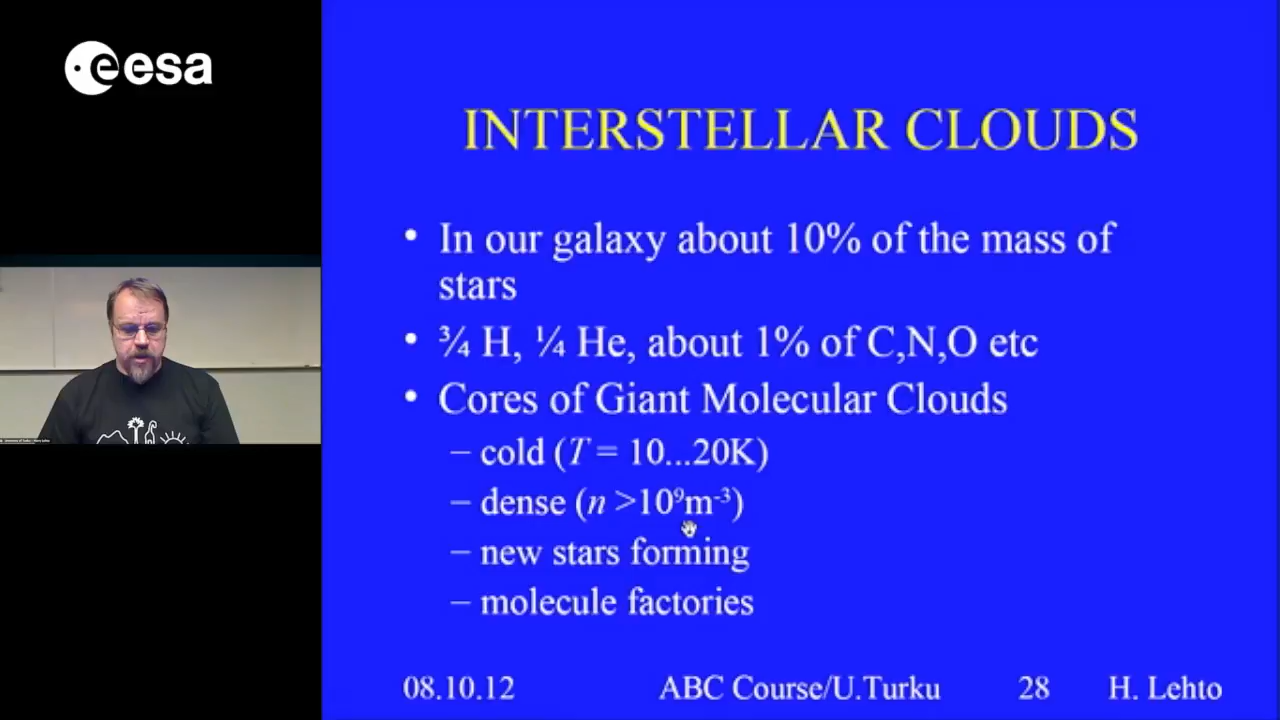 esa
INTERSTELLAR CLOUDS
• In our galaxy about 10% of the mass of
stars
• ¾ H, ¼ He, about 1% of C,N,O etc
• Cores of Giant Molecular Clouds
– cold (T = 10...20K)
– dense (n >10⁹m⁻³)
– new stars forming
– molecule factories
08.10.12 ABC Course/U.Turku 28 H. Lehto